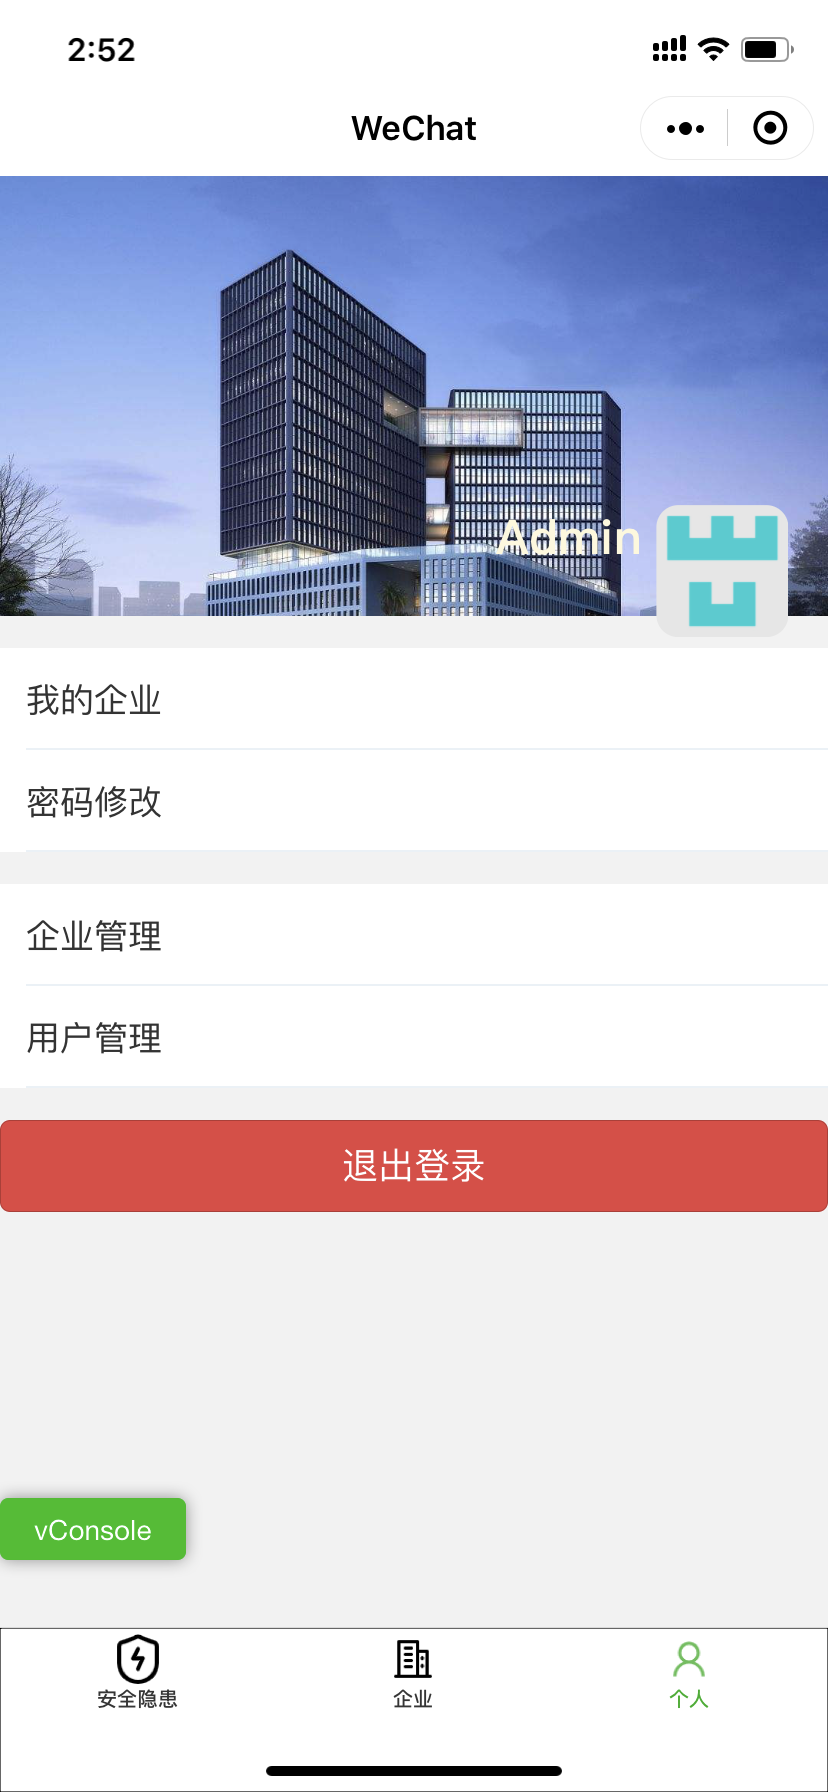 2:52
WeChat
Admin
我的企业
密码修改
企业管理
用户管理
退出登录
vConsole
安全隐患
企业
个人